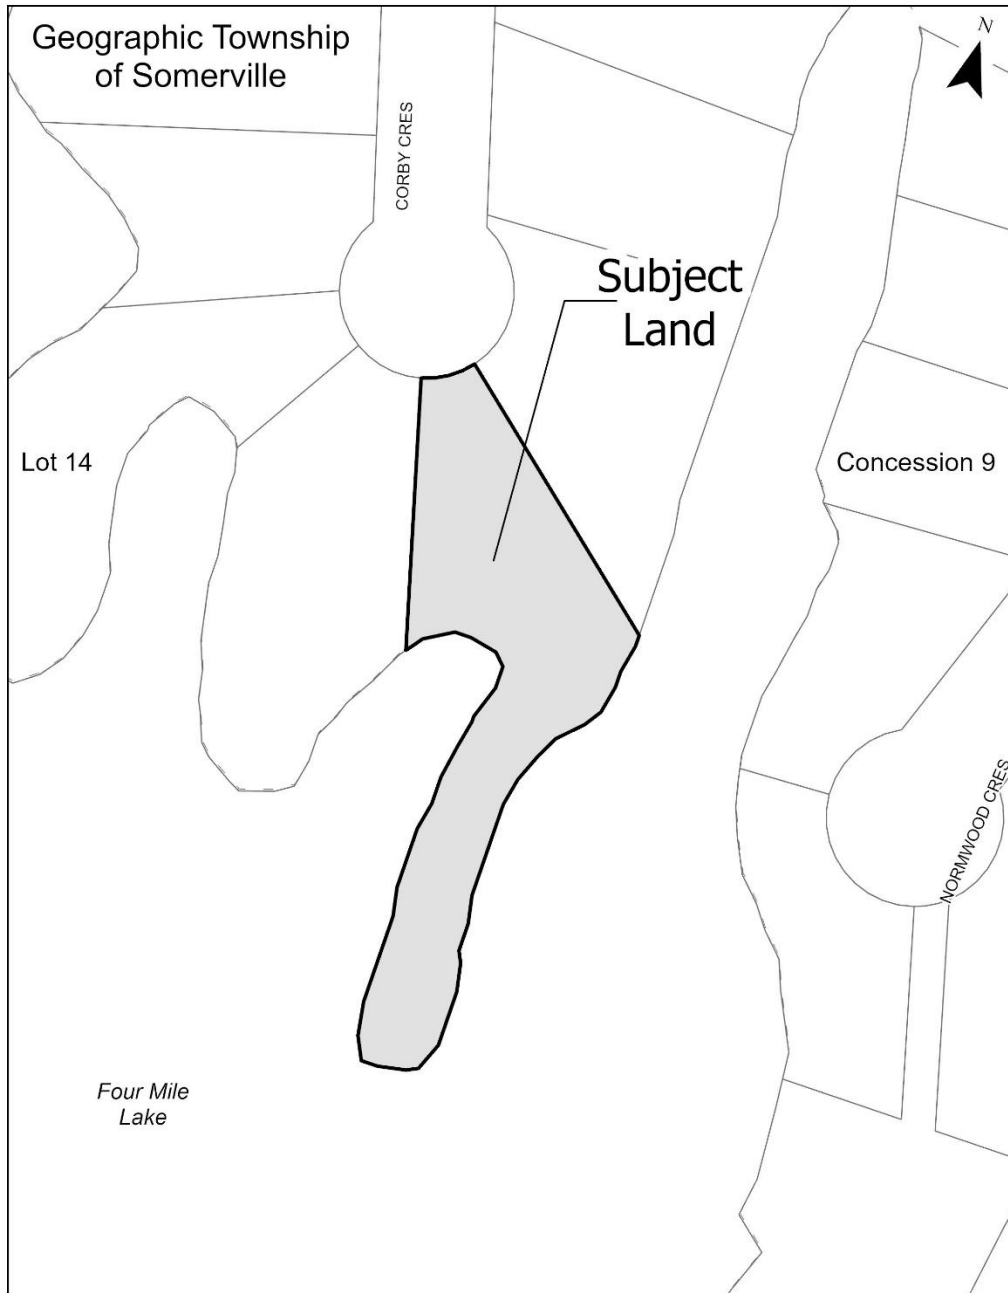 Geographic Township
of Somerville
N
CORBY CRES
Subject
Land
Lot 14
Concession 9
NORMWOOD CRES
Four Mile
Lake